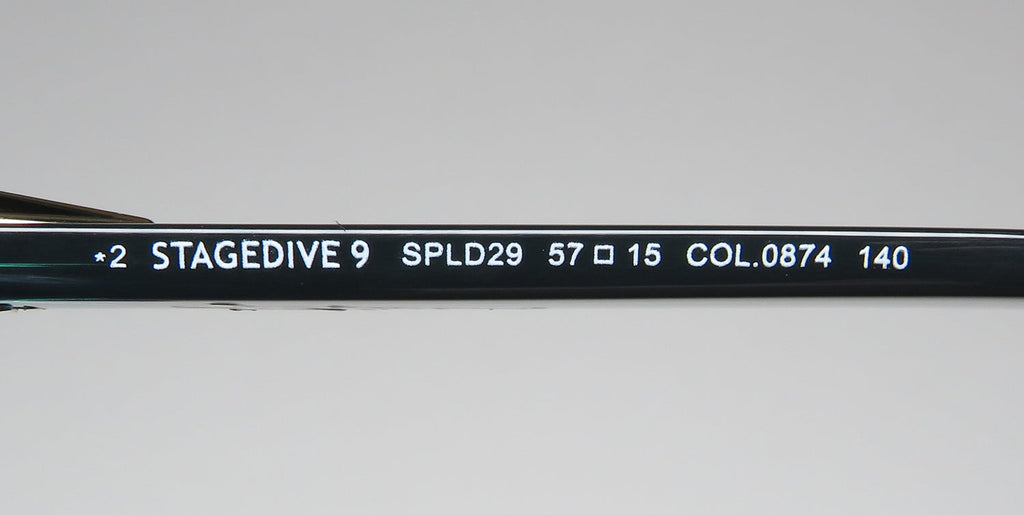 *2 STAGEDIVE 9 SPLD29 57 □ 15 COL.0874 140